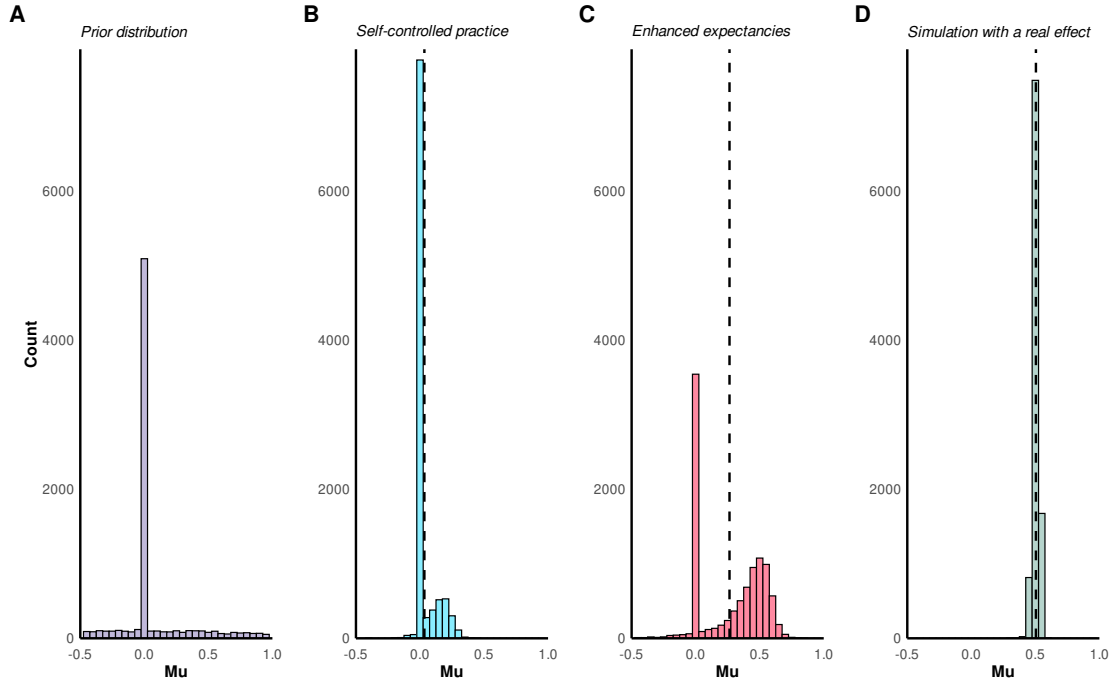 A
Prior distribution
Count
6000
4000
2000
0
-0.5 0.0 0.5 1.0
Mu
B
Self-controlled practice
6000
4000
2000
0
-0.5 0.0 0.5 1.0
Mu
C
Enhanced expectancies
6000
4000
2000
0
-0.5 0.0 0.5 1.0
Mu
D
Simulation with a real effect
6000
4000
2000
0
-0.5 0.0 0.5 1.0
Mu